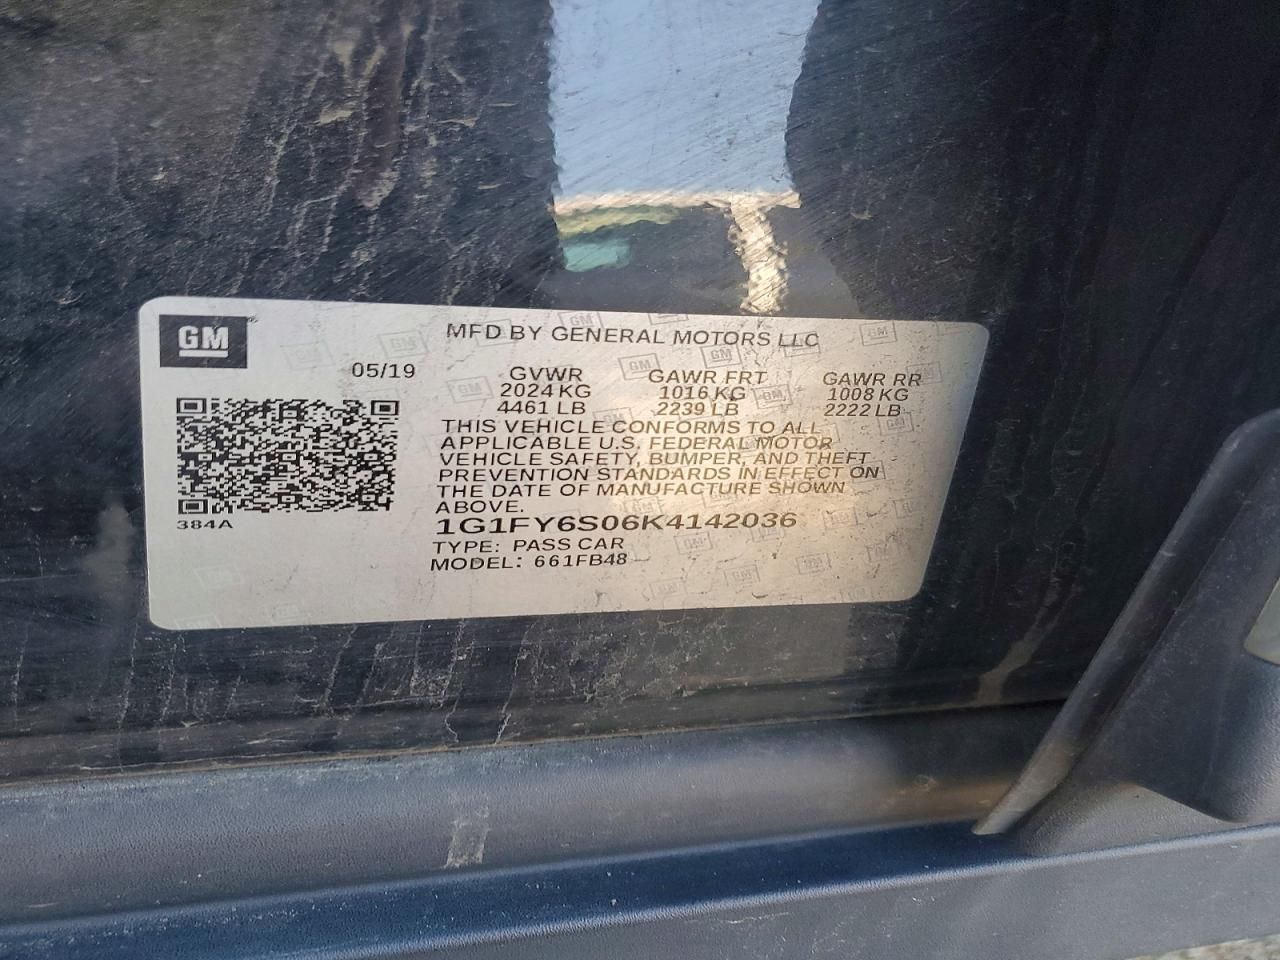 GM
MFD BY GENERAL MOTORS LLC
05/19
GVWR GAWR FRT GAWR RR
2024 KG 1016 KG 1008 KG
4461 LB 2239 LB 2222 LB
THIS VEHICLE CONFORMS TO ALL
APPLICABLE U.S. FEDERAL MOTOR
VEHICLE SAFETY, BUMPER, AND THEFT
PREVENTION STANDARDS IN EFFECT ON
THE DATE OF MANUFACTURE SHOWN
ABOVE.
384A
1G1FY6S06K4142036
TYPE: PASS CAR
MODEL: 661FB48